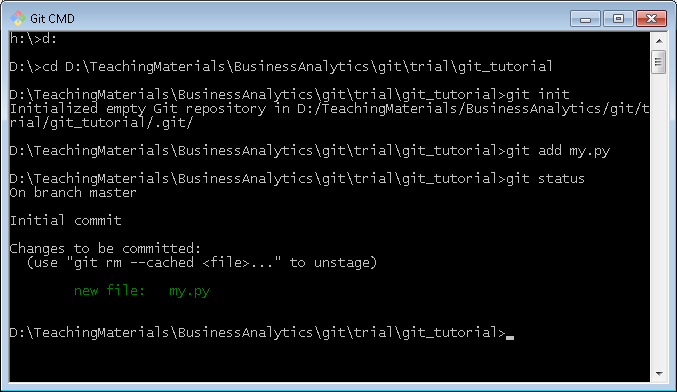 Git CMD
h:\>d:
D:\>cd D:\TeachingMaterials\BusinessAnalytics\git\trial\git_tutorial
D:\TeachingMaterials\BusinessAnalytics\git\trial\git_tutorial>git init
Initialized empty Git repository in D:/TeachingMaterials/BusinessAnalytics/git/t
rial/git_tutorial/.git/
D:\TeachingMaterials\BusinessAnalytics\git\trial\git_tutorial>git add my.py
D:\TeachingMaterials\BusinessAnalytics\git\trial\git_tutorial>git status
On branch master
Initial commit
Changes to be committed:
  (use "git rm --cached <file>..." to unstage)
        new file:   my.py
D:\TeachingMaterials\BusinessAnalytics\git\trial\git_tutorial>